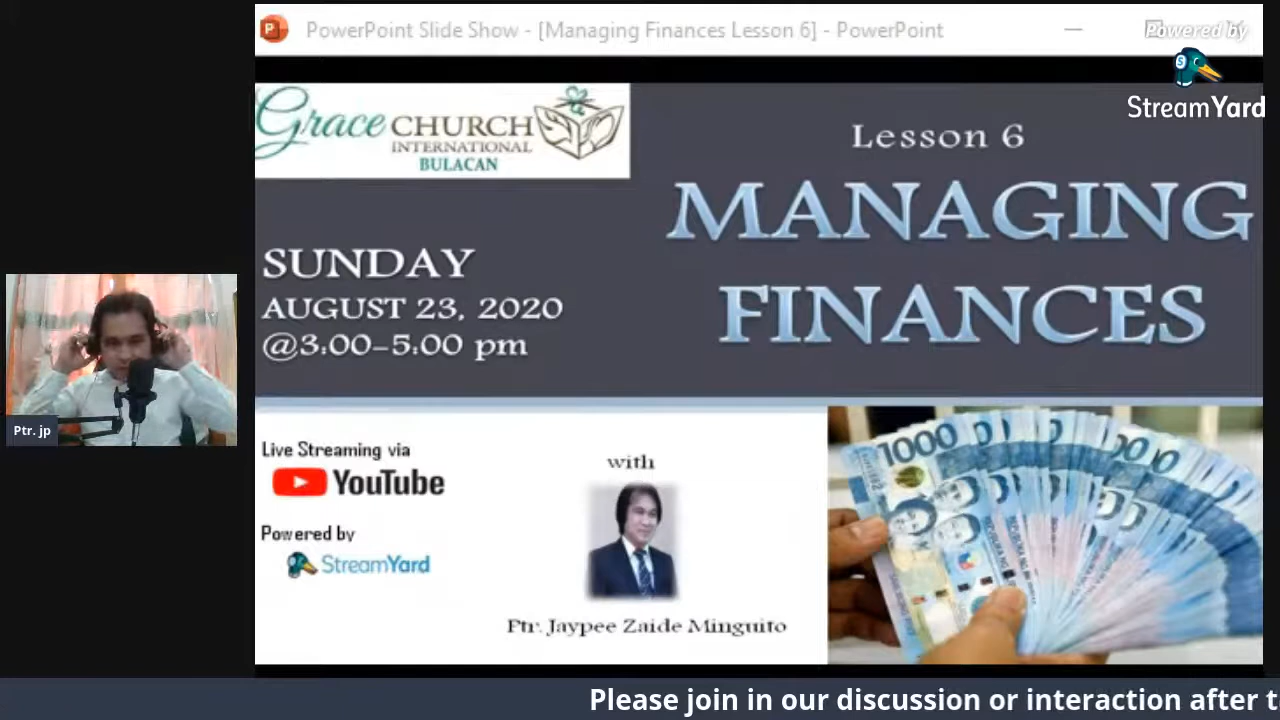 PowerPoint Slide Show - [Managing Finances Lesson 6] - PowerPoint
Powered by
StreamYard
Grace CHURCH
INTERNATIONAL
BULACAN
Lesson 6
MANAGING
FINANCES
SUNDAY
AUGUST 23, 2020
@3:00–5:00 pm
Ptr. jp
Live Streaming via
YouTube
Powered by
StreamYard
with
Ptr. Jaypee Zaide Minguito
1000
Please join in our discussion or interaction after t